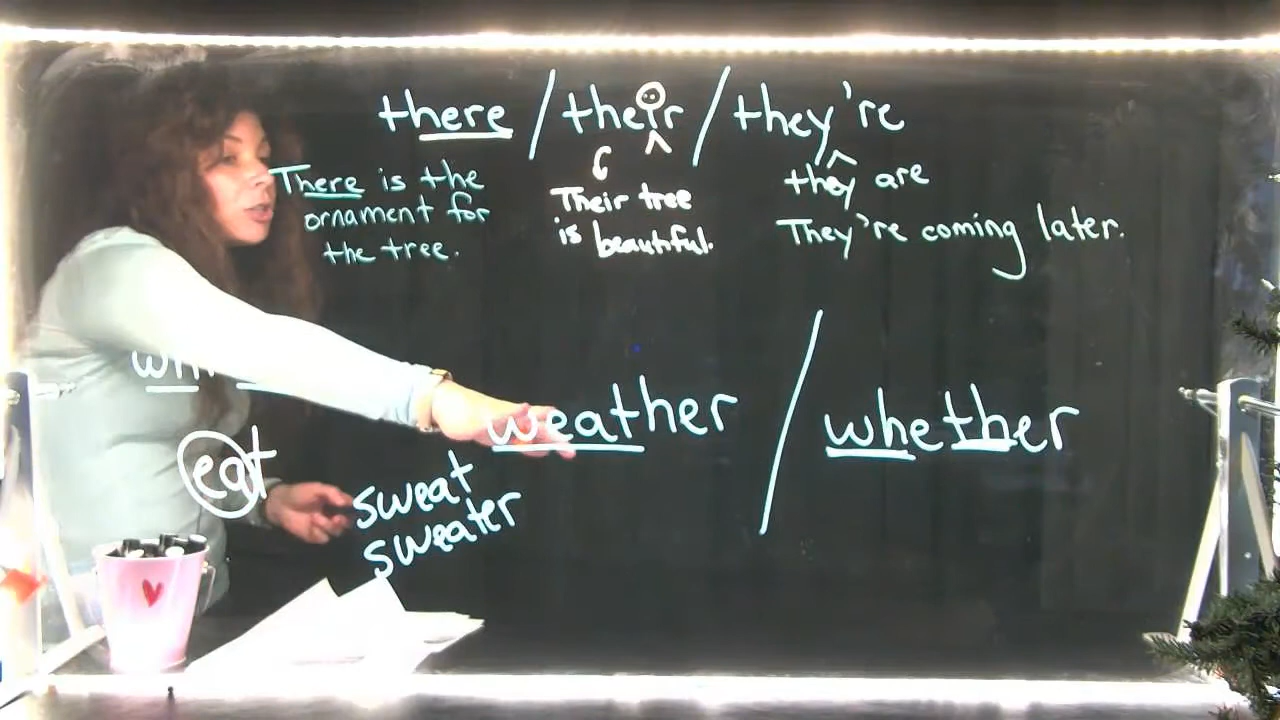 there / their / they're
There is the
ornament for
the tree.
Their tree
is beautiful.
they are
They're coming later.
weather / whether
eat
sweat
sweater